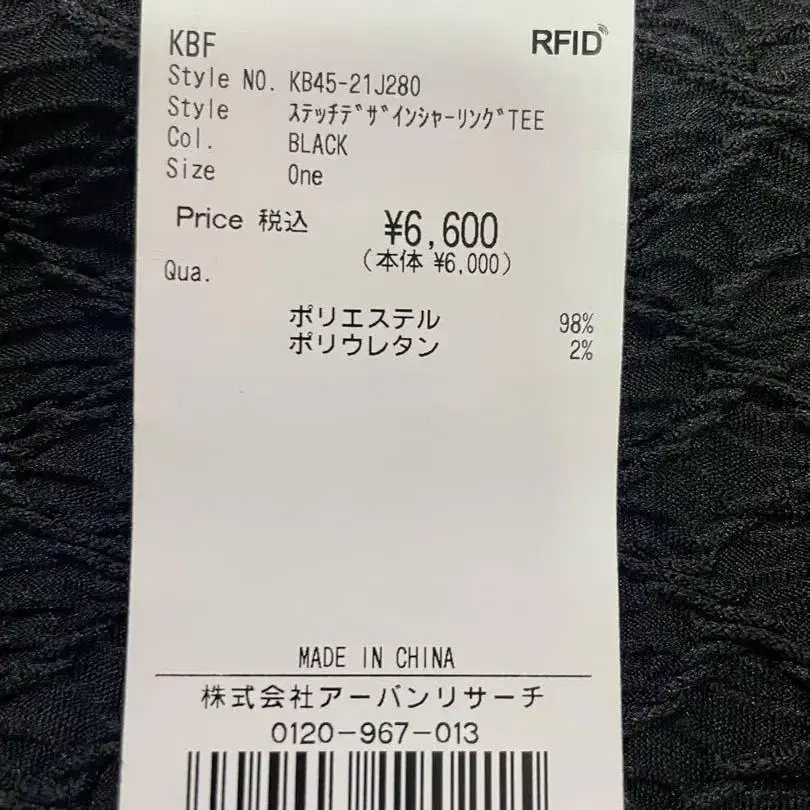 KBF
RFID
Style NO. KB45-21J280
Style ｽﾃｯﾁﾃﾞｻﾞｲﾝｼｬｰﾘﾝｸﾞTEE
Col. BLACK
Size One
Price 税込 ¥6,600
(本体 ¥6,000)
Qua.
ポリエステル 98%
ポリウレタン 2%
MADE IN CHINA
株式会社アーバンリサーチ
0120-967-013